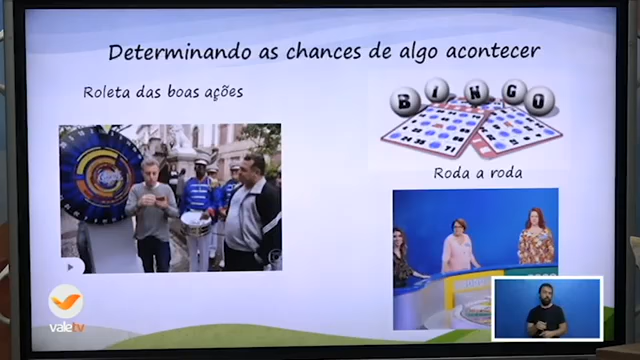 Determinando as chances de algo acontecer
Roleta das boas ações
BINGO
Roda a roda
valetv